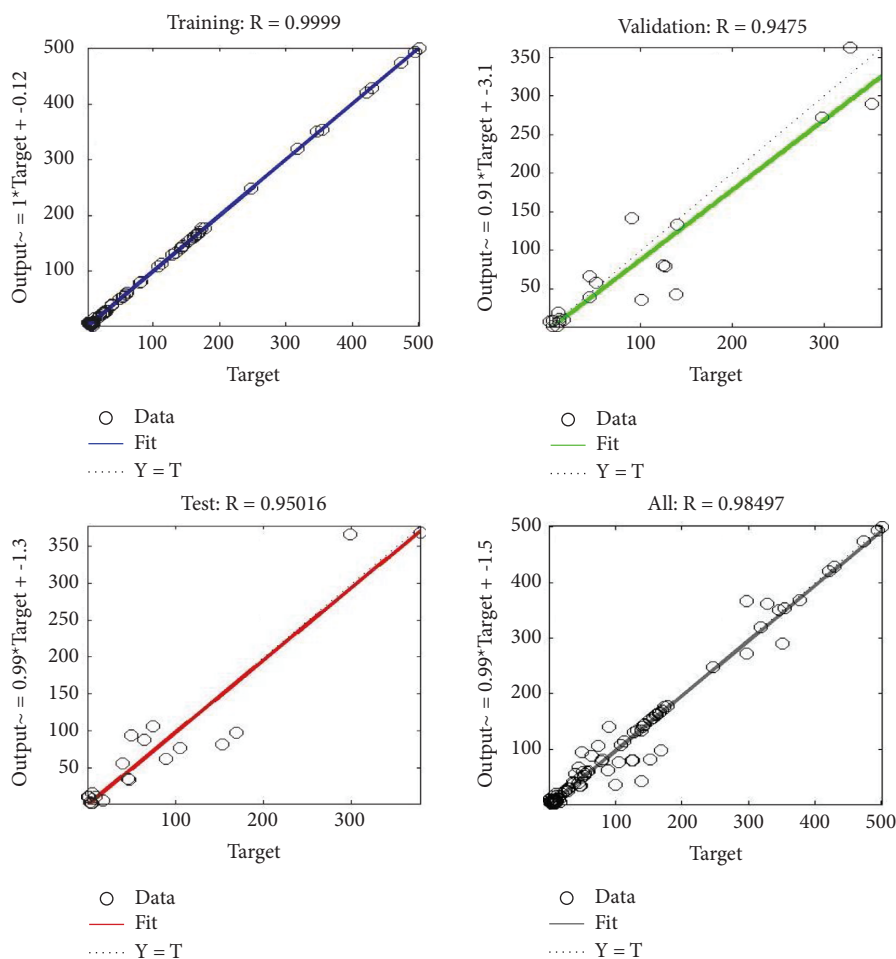 Training: R = 0.9999
Output~ = 1*Target + -0.12
500
400
300
200
100
100 200 300 400 500
Target
Data
Fit
Y = T
Validation: R = 0.9475
Output~ = 0.91*Target + -3.1
350
300
250
200
150
100
50
100 200 300
Target
Data
Fit
Y = T
Test: R = 0.95016
Output~ = 0.99*Target + -1.3
350
300
250
200
150
100
50
100 200 300
Target
Data
Fit
Y = T
All: R = 0.98497
Output~ = 0.99*Target + -1.5
500
400
300
200
100
100 200 300 400 500
Target
Data
Fit
Y = T